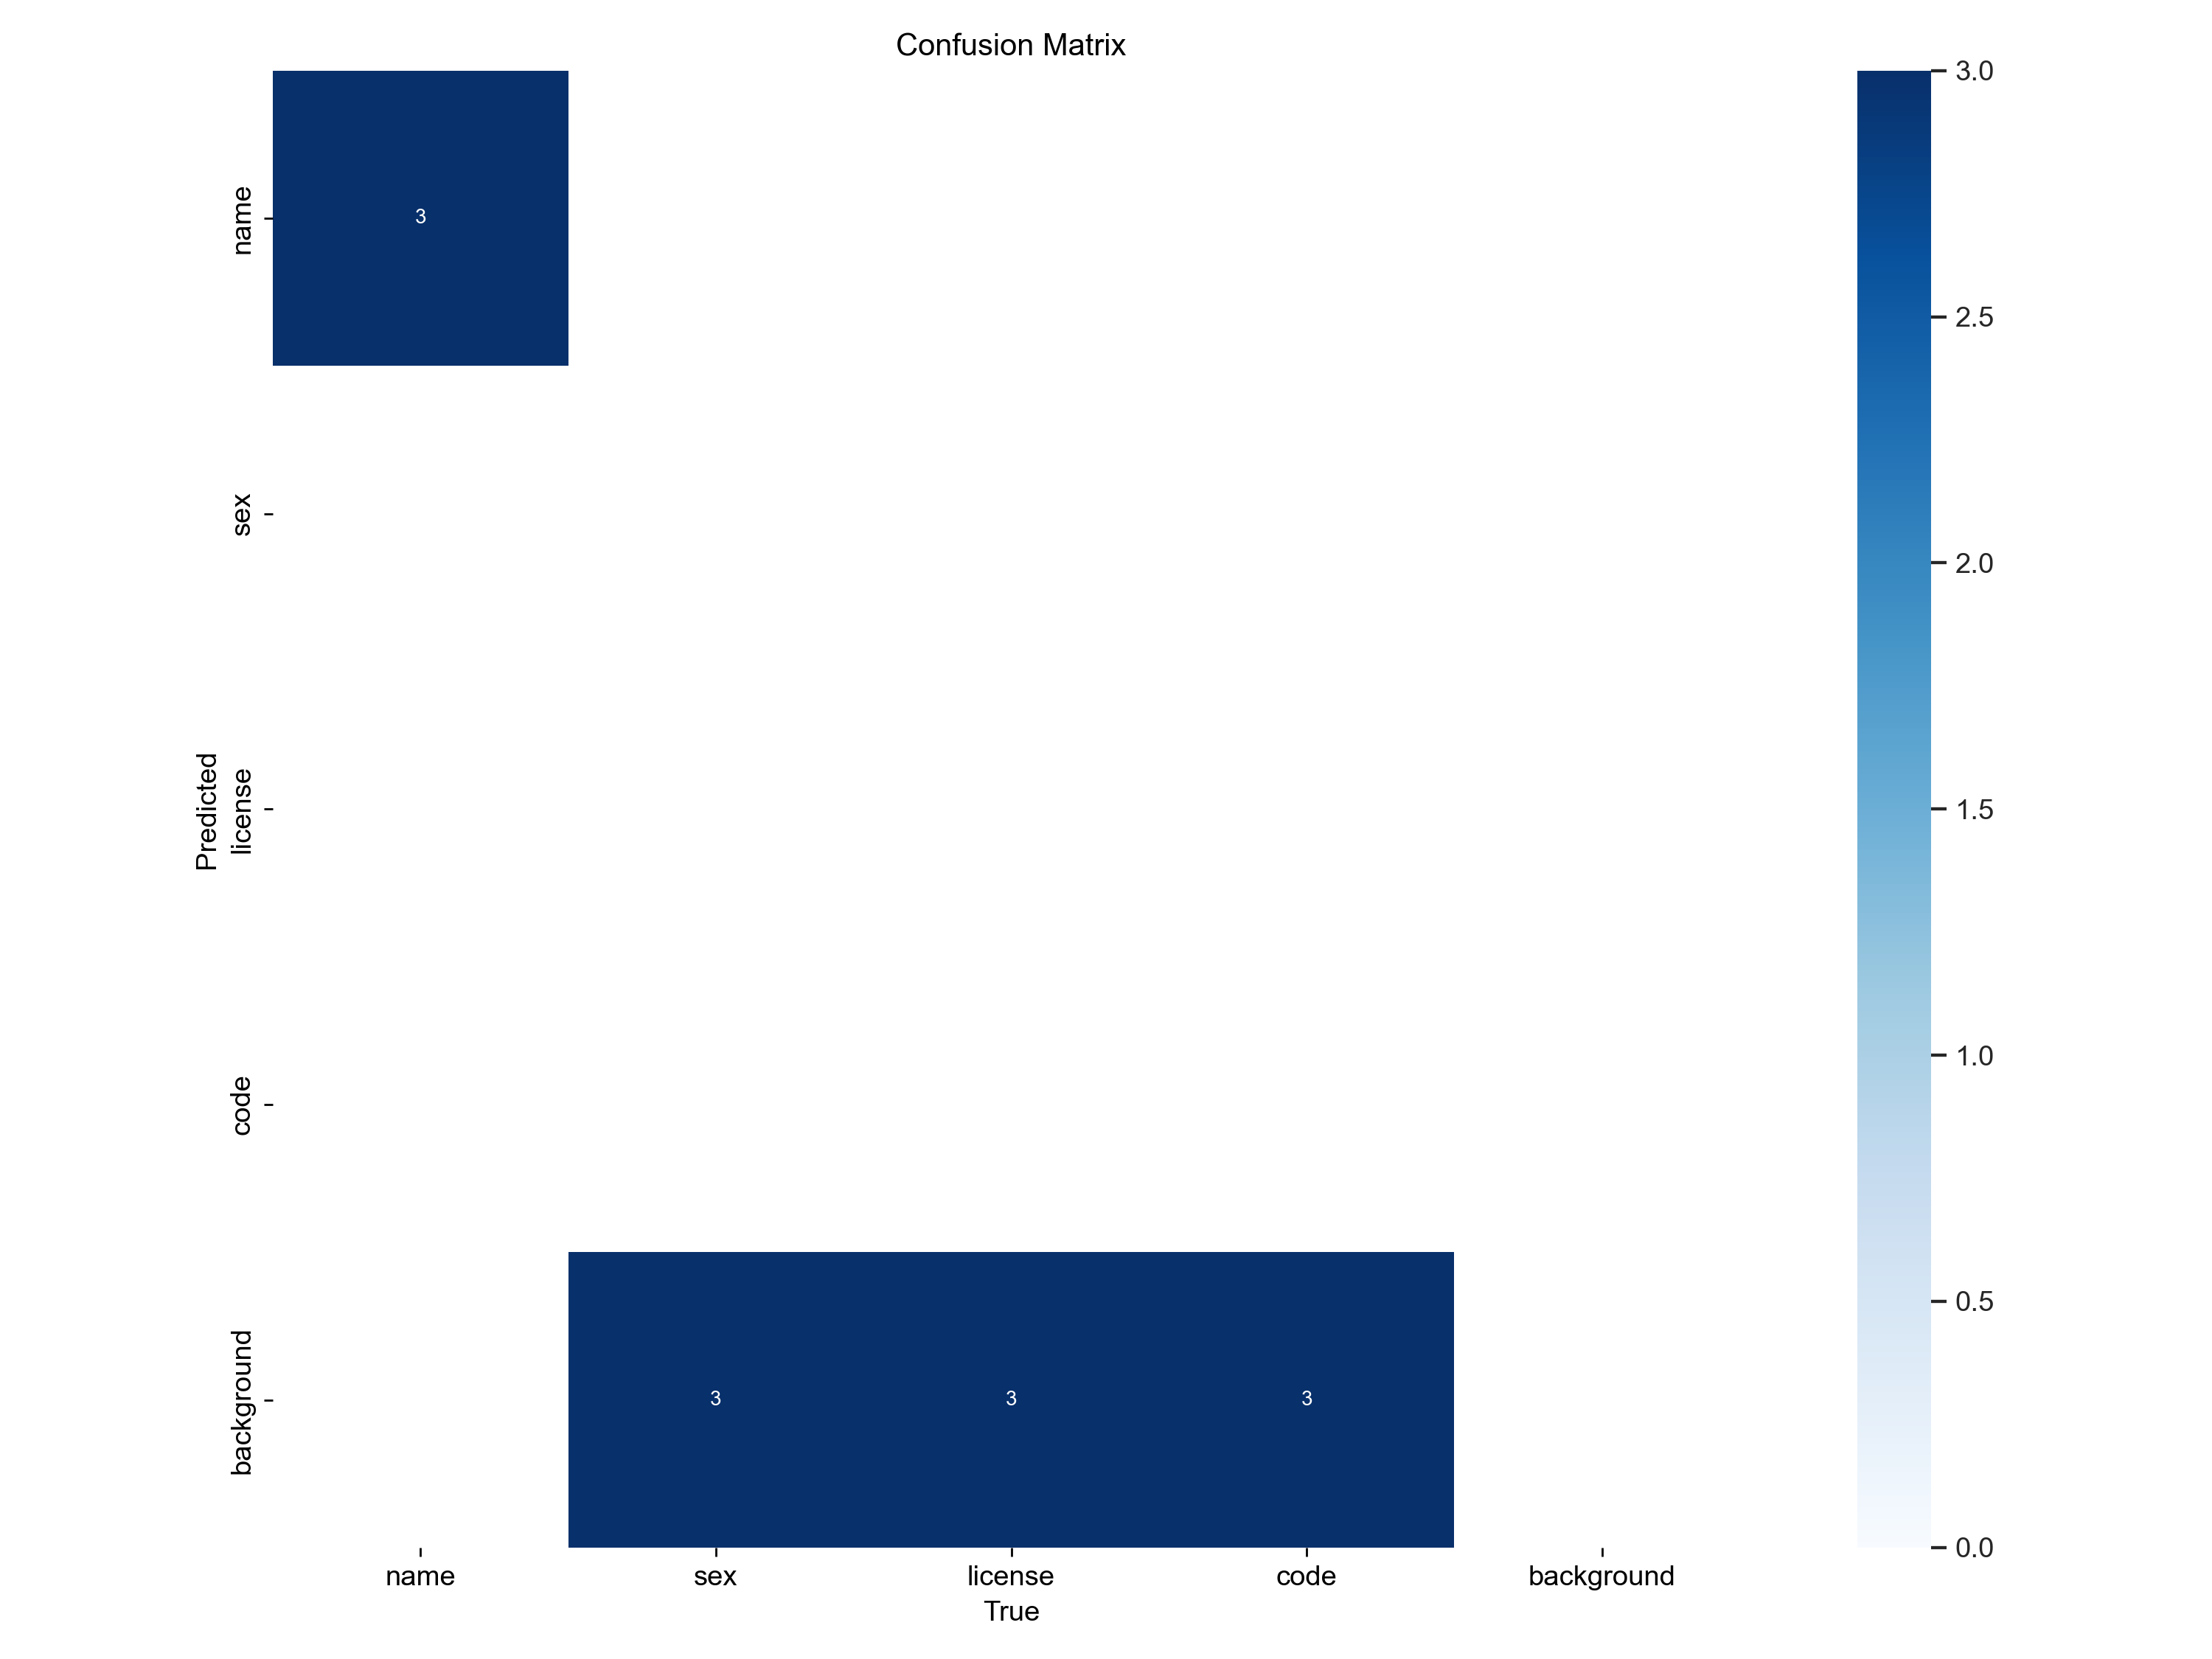 Confusion Matrix
3
3 3 3
Predicted
name
sex
license
code
background
name sex license code background
True
3.0
2.5
2.0
1.5
1.0
0.5
0.0